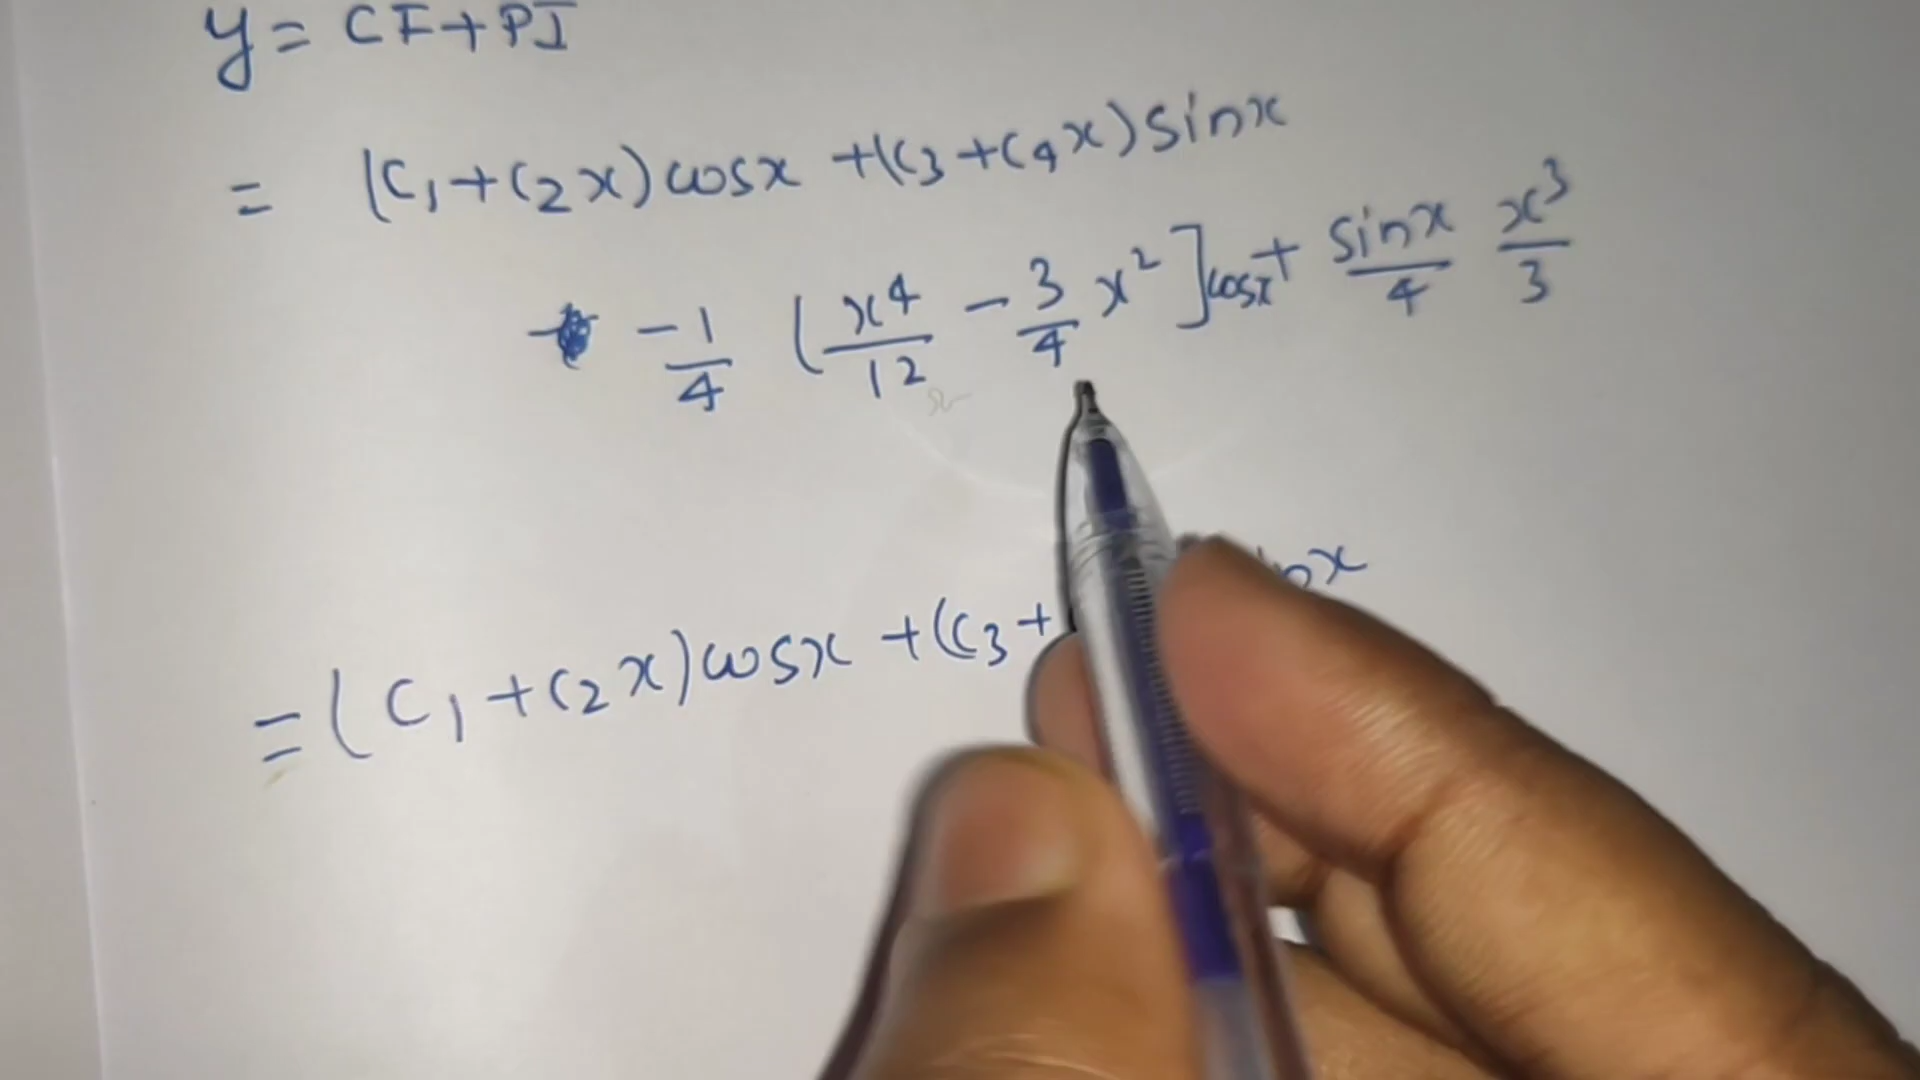 y = CF+PI
= (C₁+C₂x)cosx +(C₃+C₄x)sinx
-1/4 (x⁴/12 - 3/4 x²]cosx + sinx/4 x³/3
=(C₁+C₂x)cosx +(C₃+ nx